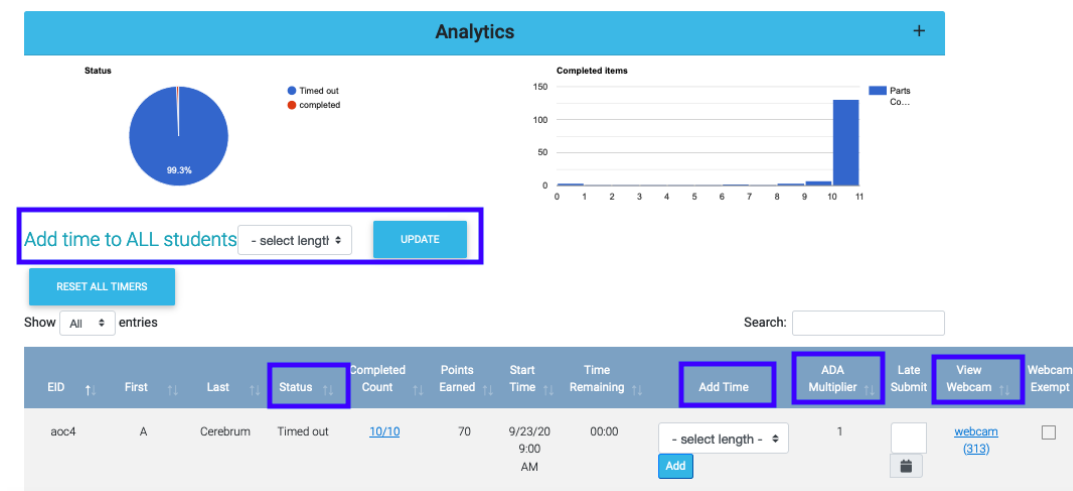 Analytics +
Status
Timed out
completed
99.3%
Completed items
150
100
50
0
0 1 2 3 4 5 6 7 8 9 10 11
Parts
Co...
Add time to ALL students - select length UPDATE
RESET ALL TIMERS
Show All entries
Search:
EID First Last Status Completed Count Points Earned Start Time Time Remaining Add Time ADA Multiplier Late Submit View Webcam Webcam Exempt
aoc4 A Cerebrum Timed out 10/10 70 9/23/20 9:00 AM 00:00 - select length - 1 webcam (313)
Add